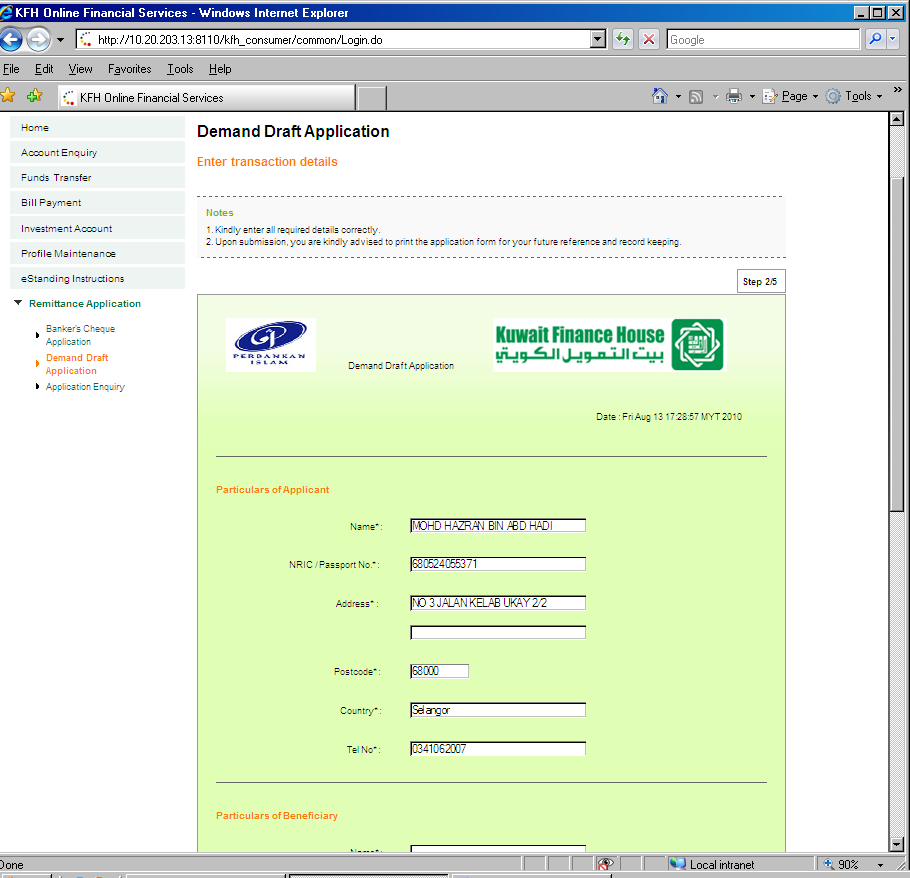 KFH Online Financial Services - Windows Internet Explorer
http://10.20.203.13:8110/kfh_consumer/common/Login.do
Google
File Edit View Favorites Tools Help
KFH Online Financial Services
Page Tools
Home
Account Enquiry
Funds Transfer
Bill Payment
Investment Account
Profile Maintenance
eStanding Instructions
Remittance Application
Banker's Cheque
Application
Demand Draft
Application
Application Enquiry
Demand Draft Application
Enter transaction details
Notes
1. Kindly enter all required details correctly.
2. Upon submission, you are kindly advised to print the application form for your future reference and record keeping.
Step 2/5
PERBANKAN
ISLAM
Demand Draft Application
Kuwait Finance House
بيت التمويل الكويتي
Date : Fri Aug 13 17:28:57 MYT 2010
Particulars of Applicant
Name* : MOHD HAZRAN BIN ABD HADI
NRIC / Passport No.* : 680524055371
Address* : NO 3 JALAN KELAB UKAY 2/2
Postcode* : 68000
Country* : Selangor
Tel No* : 0341062007
Particulars of Beneficiary
Name* :
Done
Local intranet
90%